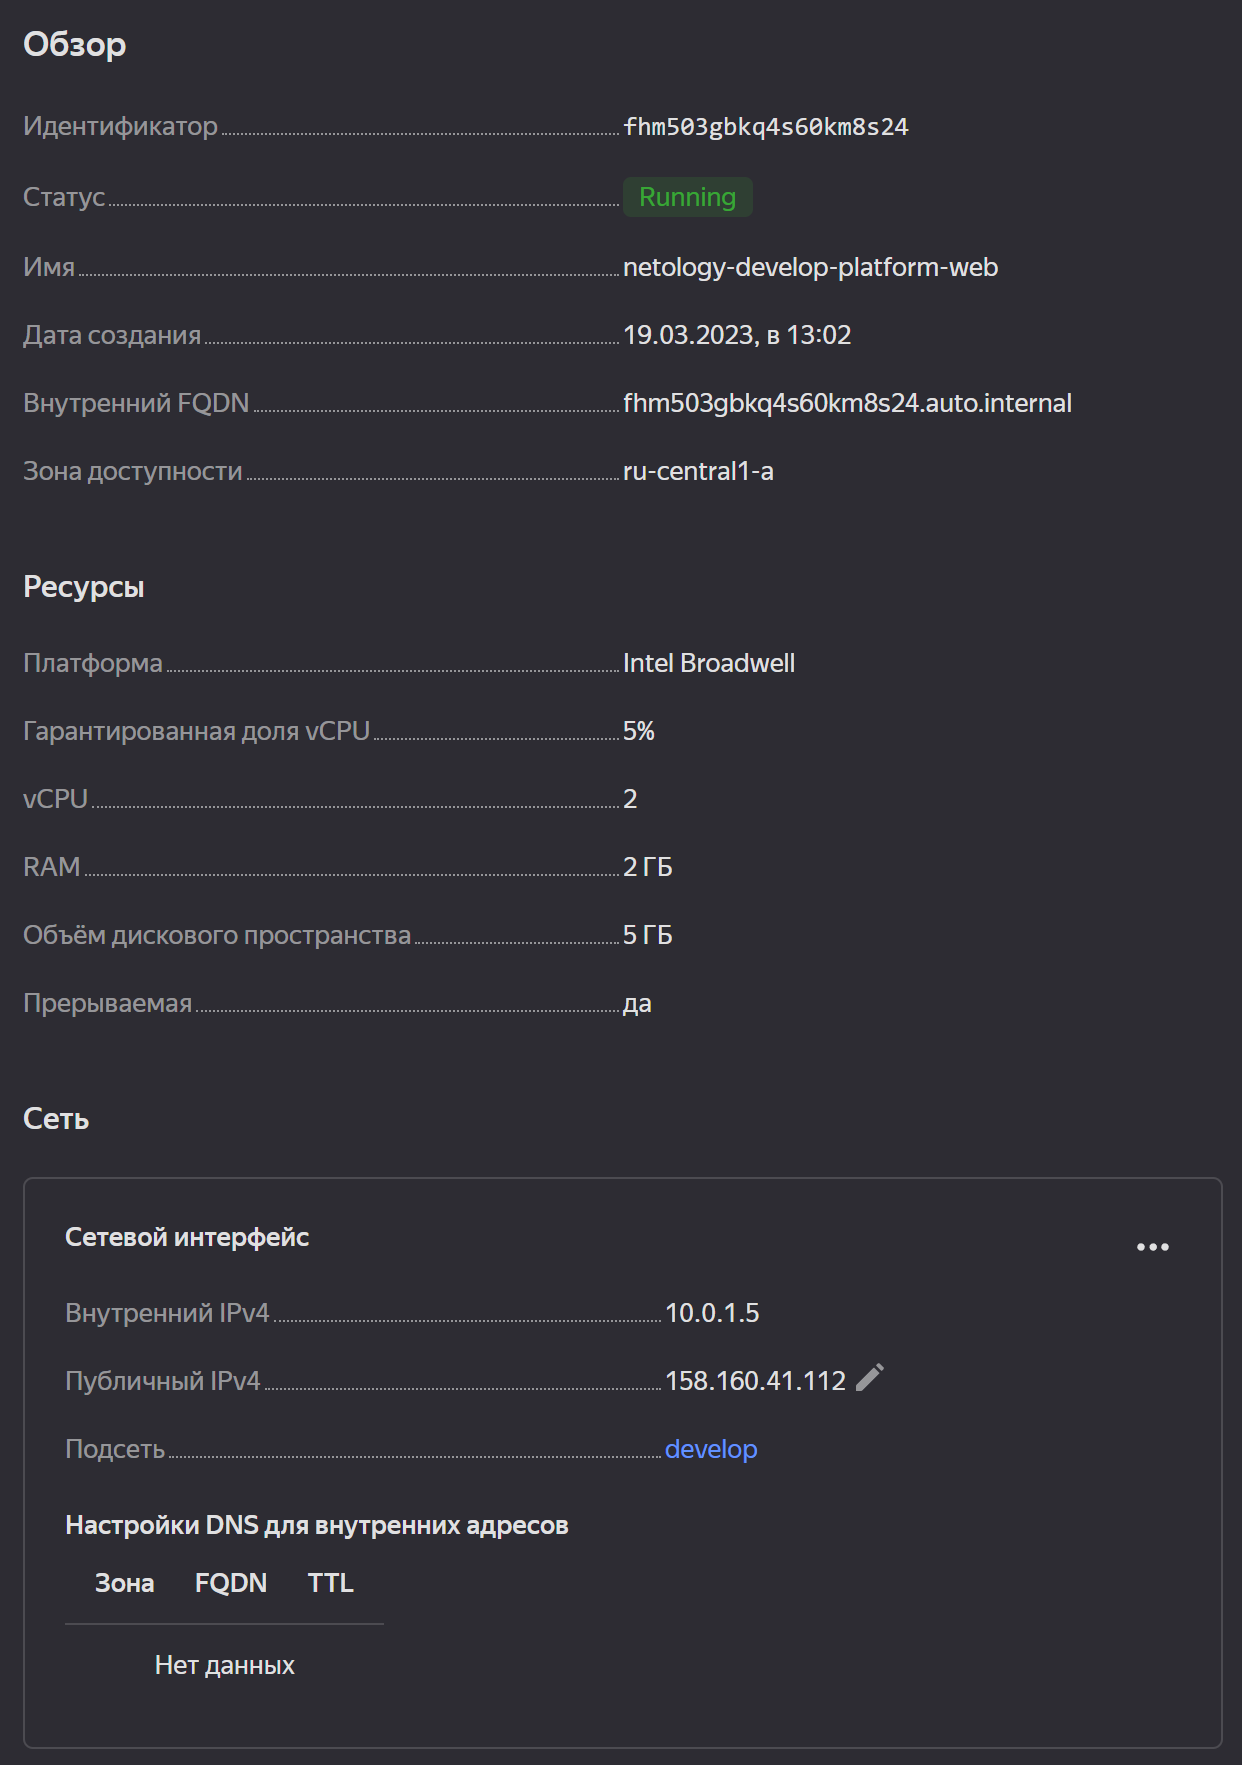 Обзор
Идентификатор fhm503gbkq4s60km8s24
Статус Running
Имя netology-develop-platform-web
Дата создания 19.03.2023, в 13:02
Внутренний FQDN fhm503gbkq4s60km8s24.auto.internal
Зона доступности ru-central1-a
Ресурсы
Платформа Intel Broadwell
Гарантированная доля vCPU 5%
vCPU 2
RAM 2 ГБ
Объём дискового пространства 5 ГБ
Прерываемая да
Сеть
Сетевой интерфейс
Внутренний IPv4 10.0.1.5
Публичный IPv4 158.160.41.112
Подсеть develop
Настройки DNS для внутренних адресов
Зона FQDN TTL
Нет данных